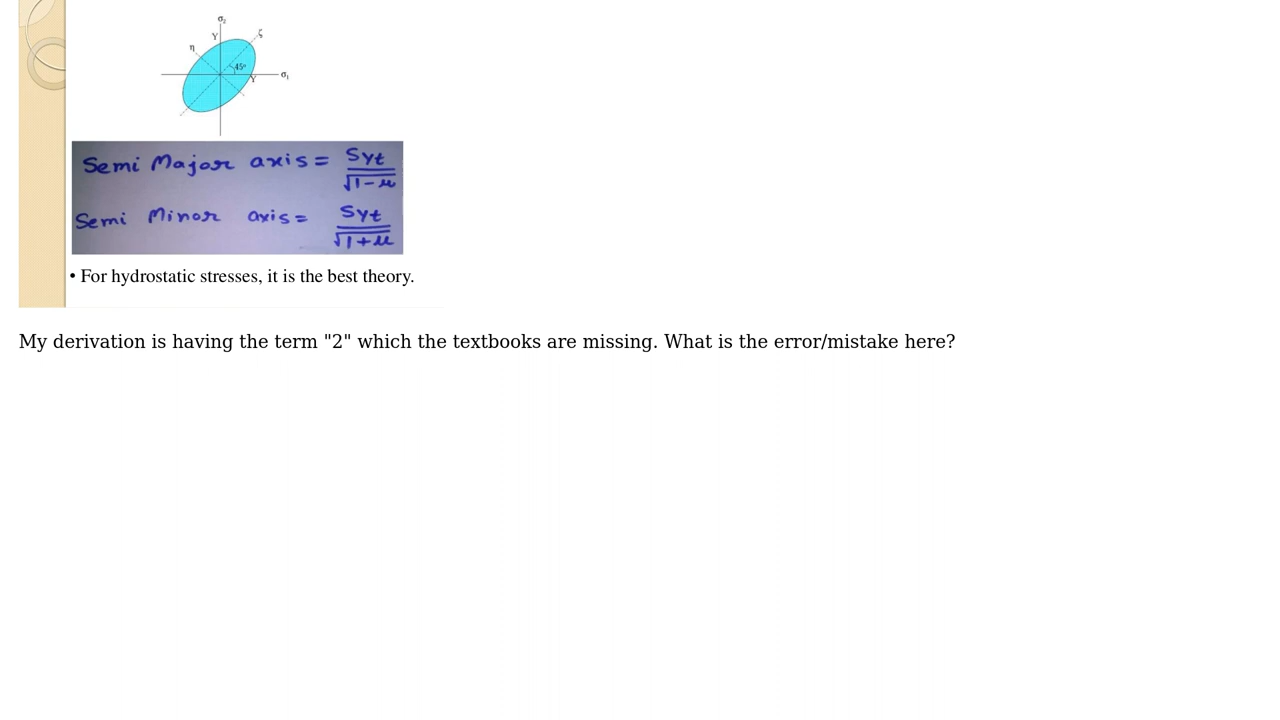 σ₂
Y
ζ
η
45°
Y
σ₁
Semi Major axis = Syt
√1-μ
Semi Minor axis = Syt
√1+μ
• For hydrostatic stresses, it is the best theory.
My derivation is having the term "2" which the textbooks are missing. What is the error/mistake here?